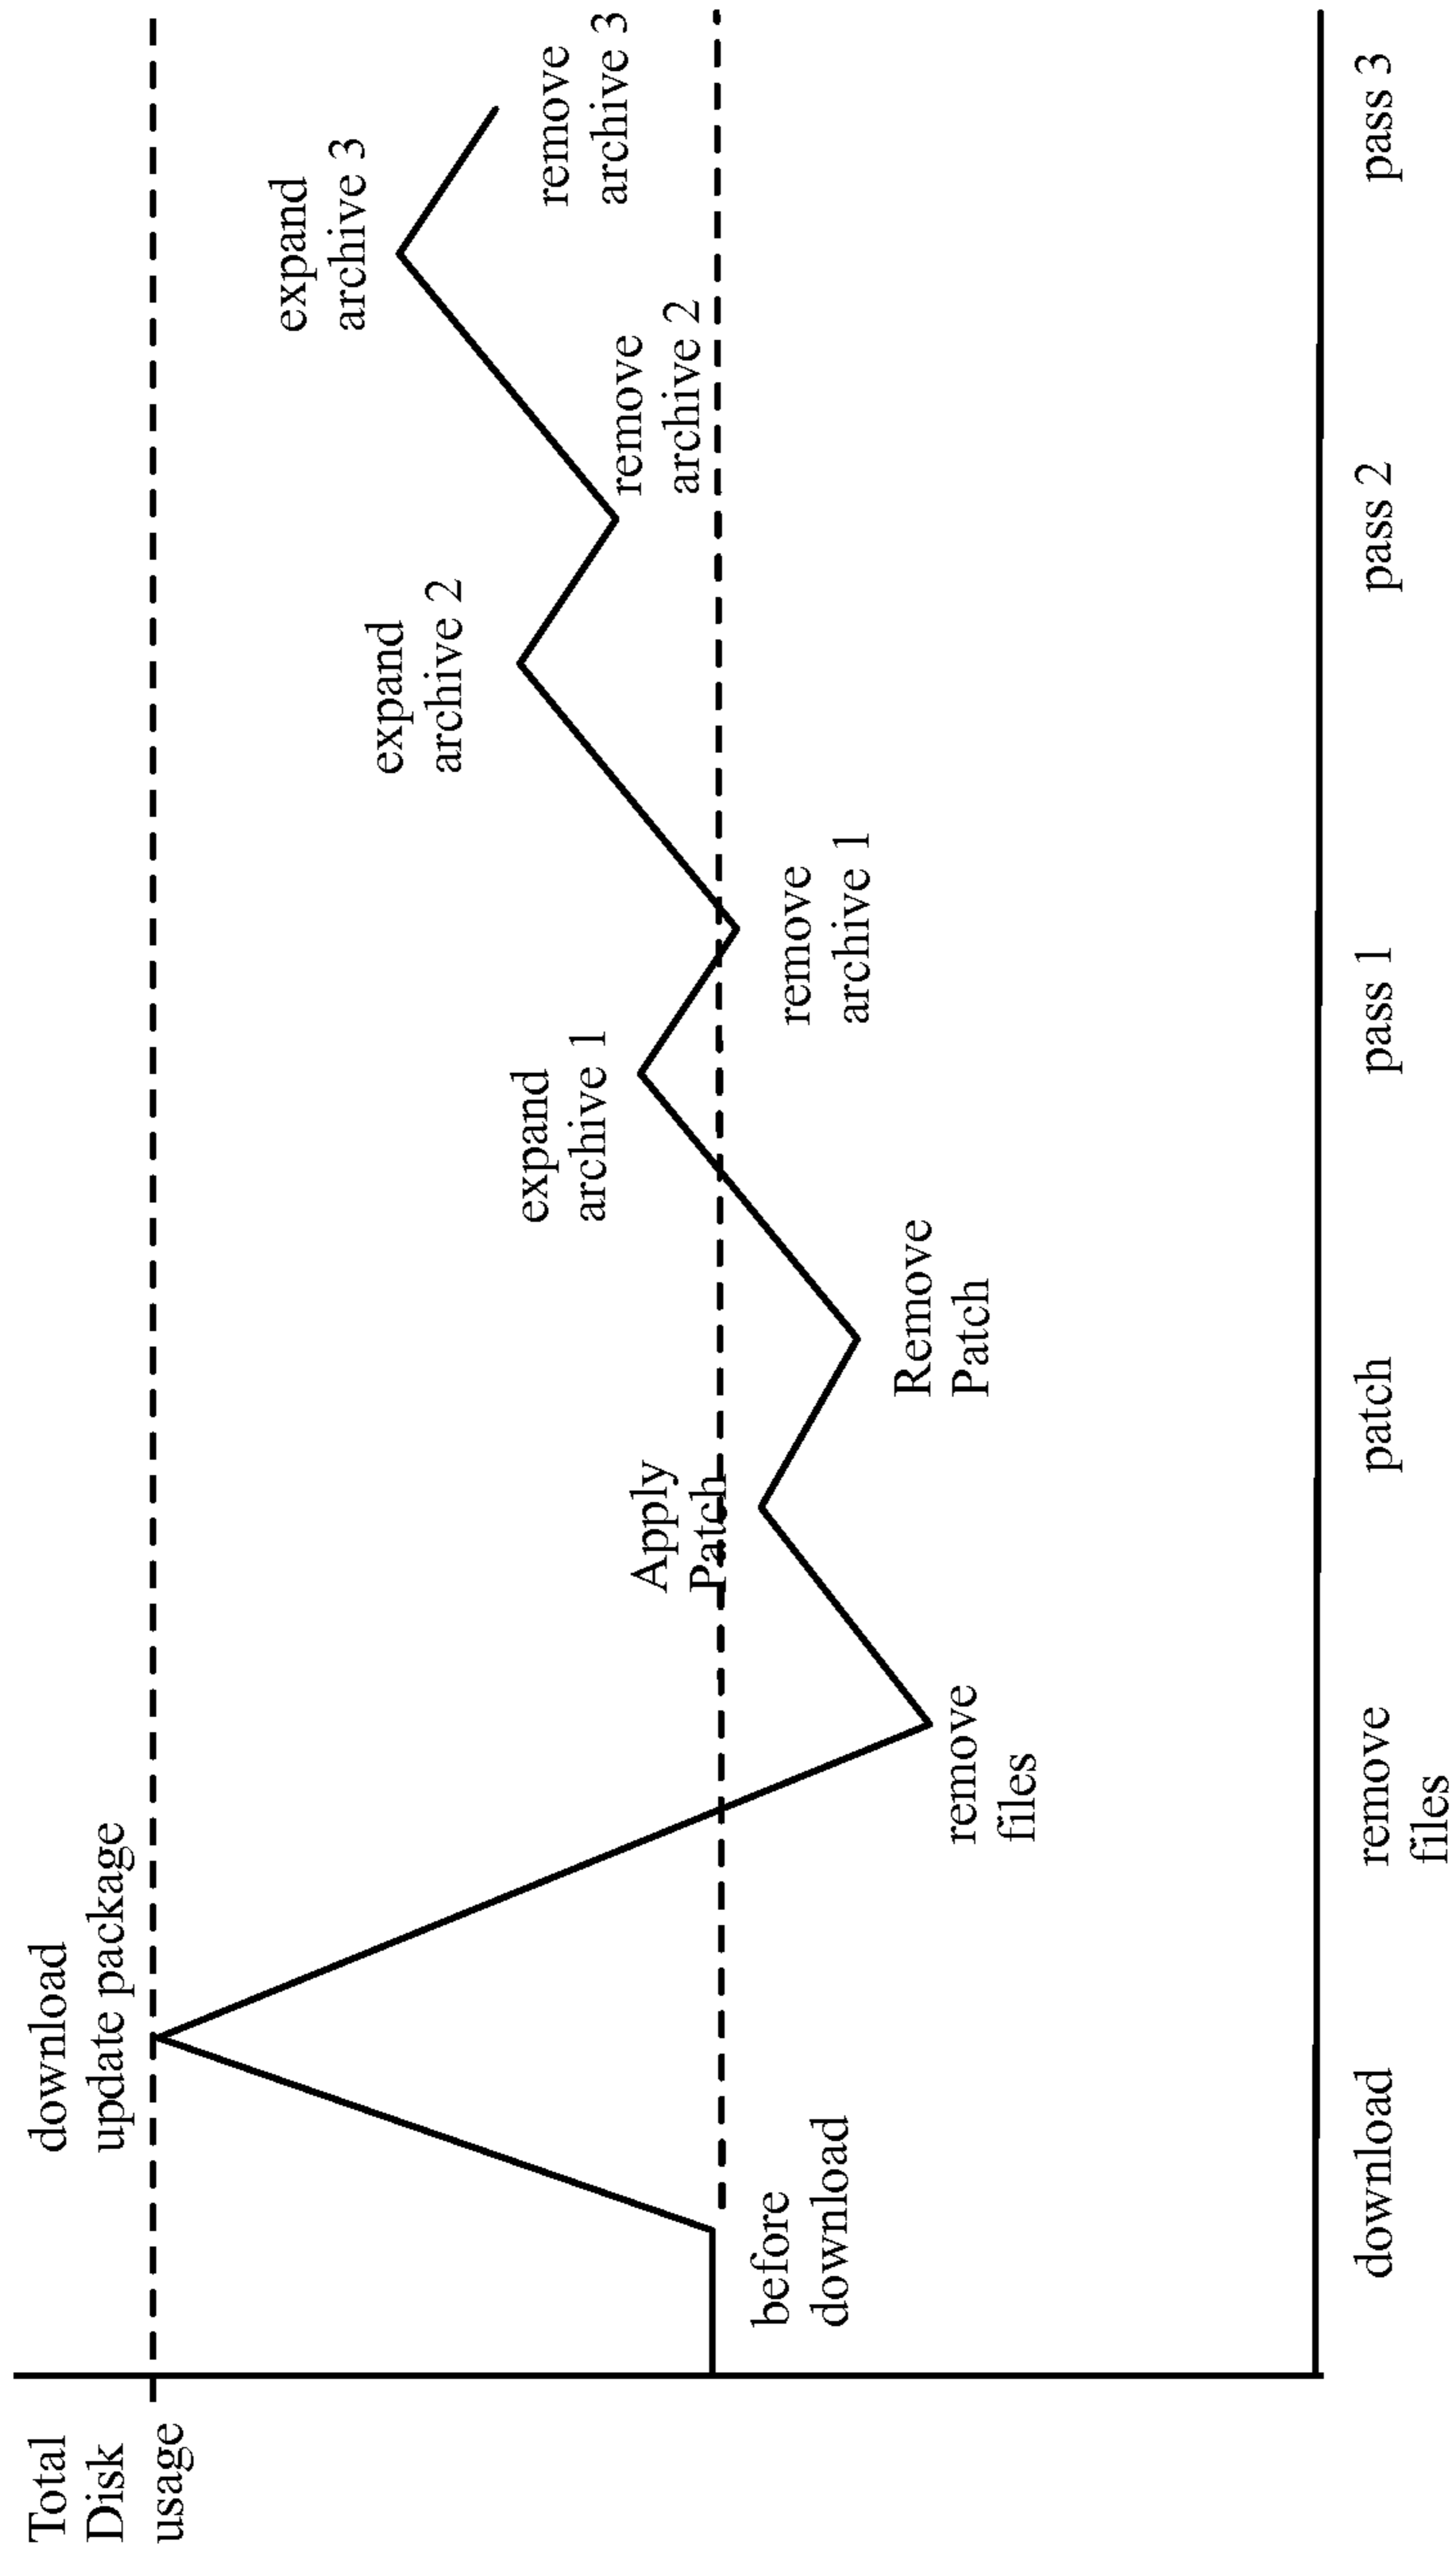 Total
Disk
usage
download
update package
before
download
remove
files
Apply
Patch
Remove
Patch
expand
archive 1
remove
archive 1
expand
archive 2
remove
archive 2
expand
archive 3
remove
archive 3
download
remove
files
patch
pass 1
pass 2
pass 3